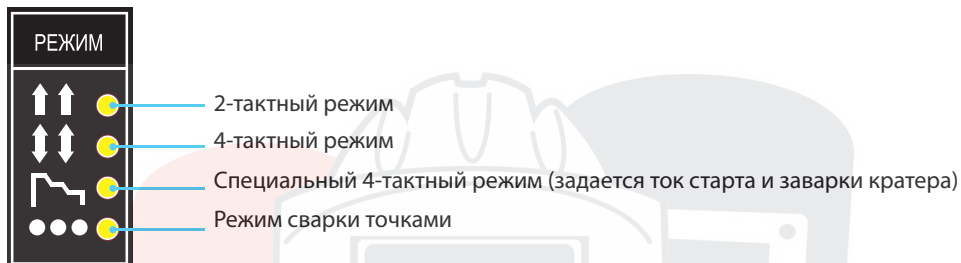 РЕЖИМ
2-тактный режим
4-тактный режим
Специальный 4-тактный режим (задается ток старта и заварки кратера)
Режим сварки точками